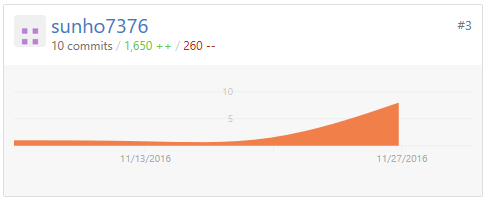 sunho7376
#3
10 commits / 1,650 ++ / 260 --
10
5
11/13/2016
11/27/2016